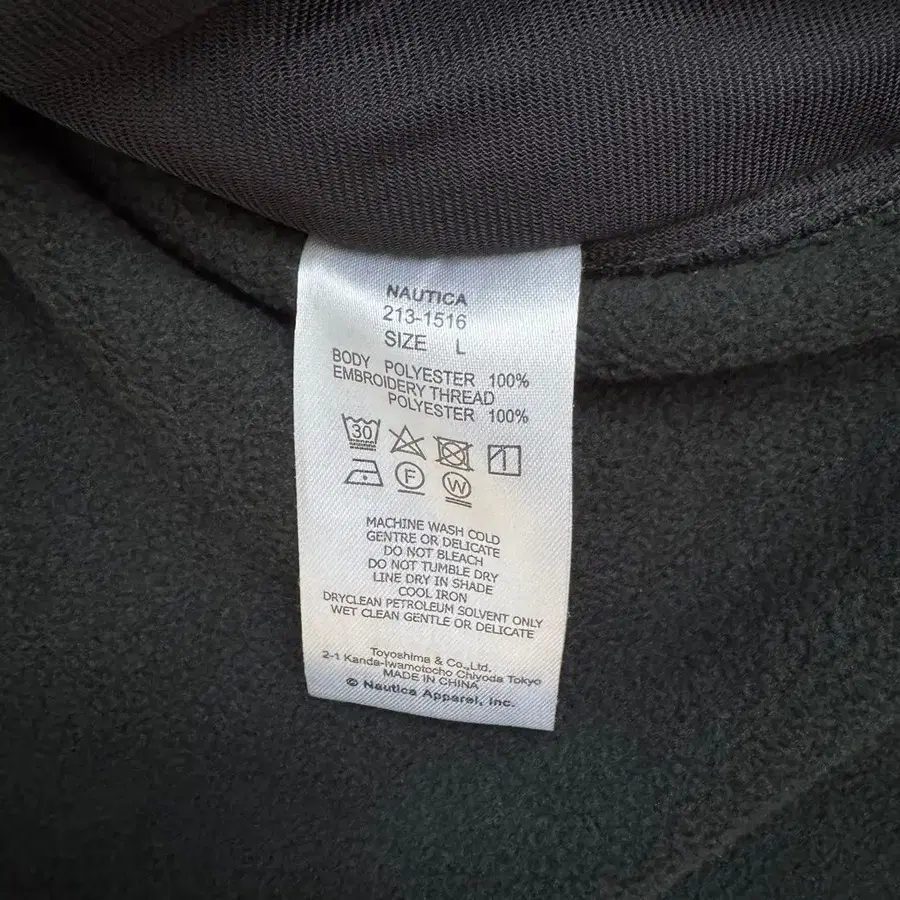 NAUTICA
213-1516
SIZE L
BODY POLYESTER 100%
EMBROIDERY THREAD
POLYESTER 100%
30
F W
MACHINE WASH COLD
GENTRE OR DELICATE
DO NOT BLEACH
DO NOT TUMBLE DRY
LINE DRY IN SHADE
COOL IRON
DRYCLEAN PETROLEUM SOLVENT ONLY
WET CLEAN GENTLE OR DELICATE
Toyoshima & Co.,Ltd.
2-1 Kanda-Iwamotocho Chiyoda Tokyo
MADE IN CHINA
© Nautica Apparel, Inc.